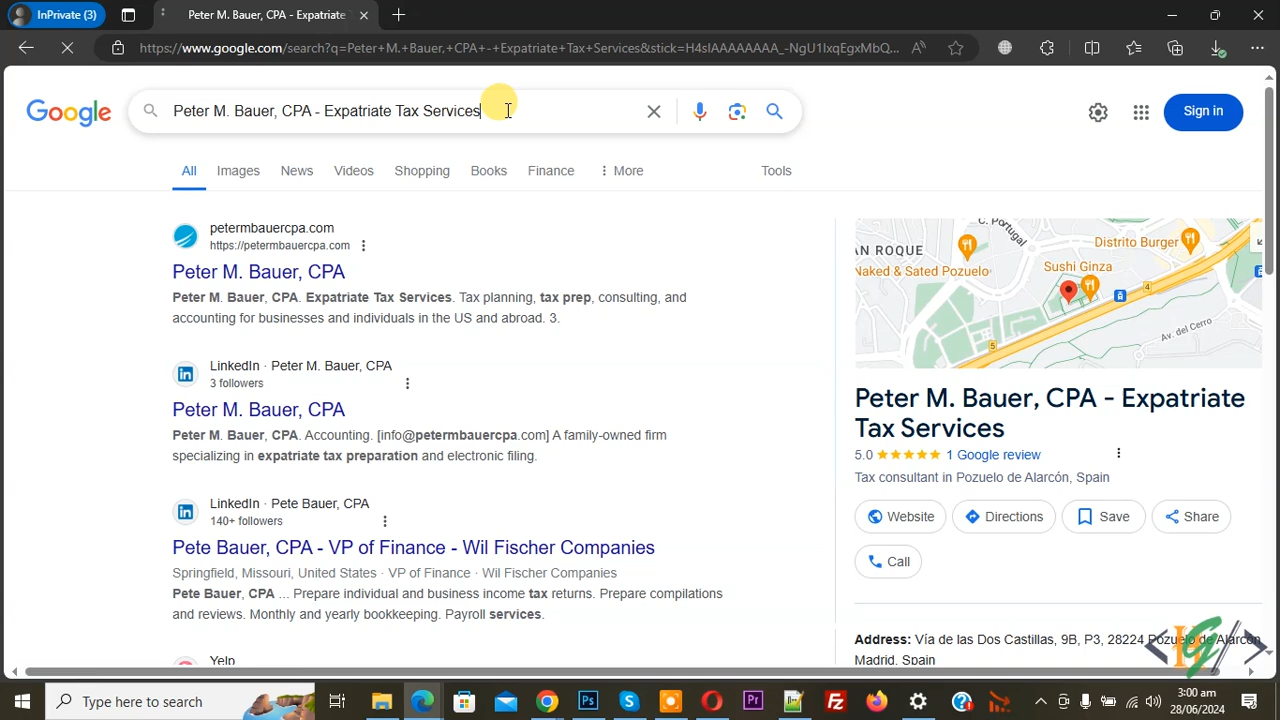 InPrivate (3)
Peter M. Bauer, CPA - Expatriate
https://www.google.com/search?q=Peter+M.+Bauer,+CPA+-+Expatriate+Tax+Services&stick=H4sIAAAAAAAA_-NgU1IxqEgxMbQ...
Google
Peter M. Bauer, CPA - Expatriate Tax Services
Sign in
All
Images
News
Videos
Shopping
Books
Finance
More
Tools
petermbauercpa.com
https://petermbauercpa.com
Peter M. Bauer, CPA
Peter M. Bauer, CPA. Expatriate Tax Services. Tax planning, tax prep, consulting, and
accounting for businesses and individuals in the US and abroad. 3.
LinkedIn · Peter M. Bauer, CPA
3 followers
Peter M. Bauer, CPA
Peter M. Bauer, CPA. Accounting. [info@petermbauercpa.com] A family-owned firm
specializing in expatriate tax preparation and electronic filing.
LinkedIn · Pete Bauer, CPA
140+ followers
Pete Bauer, CPA - VP of Finance - Wil Fischer Companies
Springfield, Missouri, United States · VP of Finance · Wil Fischer Companies
Pete Bauer, CPA ... Prepare individual and business income tax returns. Prepare compilations
and reviews. Monthly and yearly bookkeeping. Payroll services.
Yelp
C. Portugal
AN ROQUE
Distrito Burger
Naked & Sated Pozuelo
Sushi Ginza
4
5
Av. del Cerro
Peter M. Bauer, CPA - Expatriate
Tax Services
5.0
1 Google review
Tax consultant in Pozuelo de Alarcón, Spain
Website
Directions
Save
Share
Call
Address: Vía de las Dos Castillas, 9B, P3, 28224 Pozuelo de Alarcón
Madrid, Spain
Type here to search
3:00 am
28/06/2024